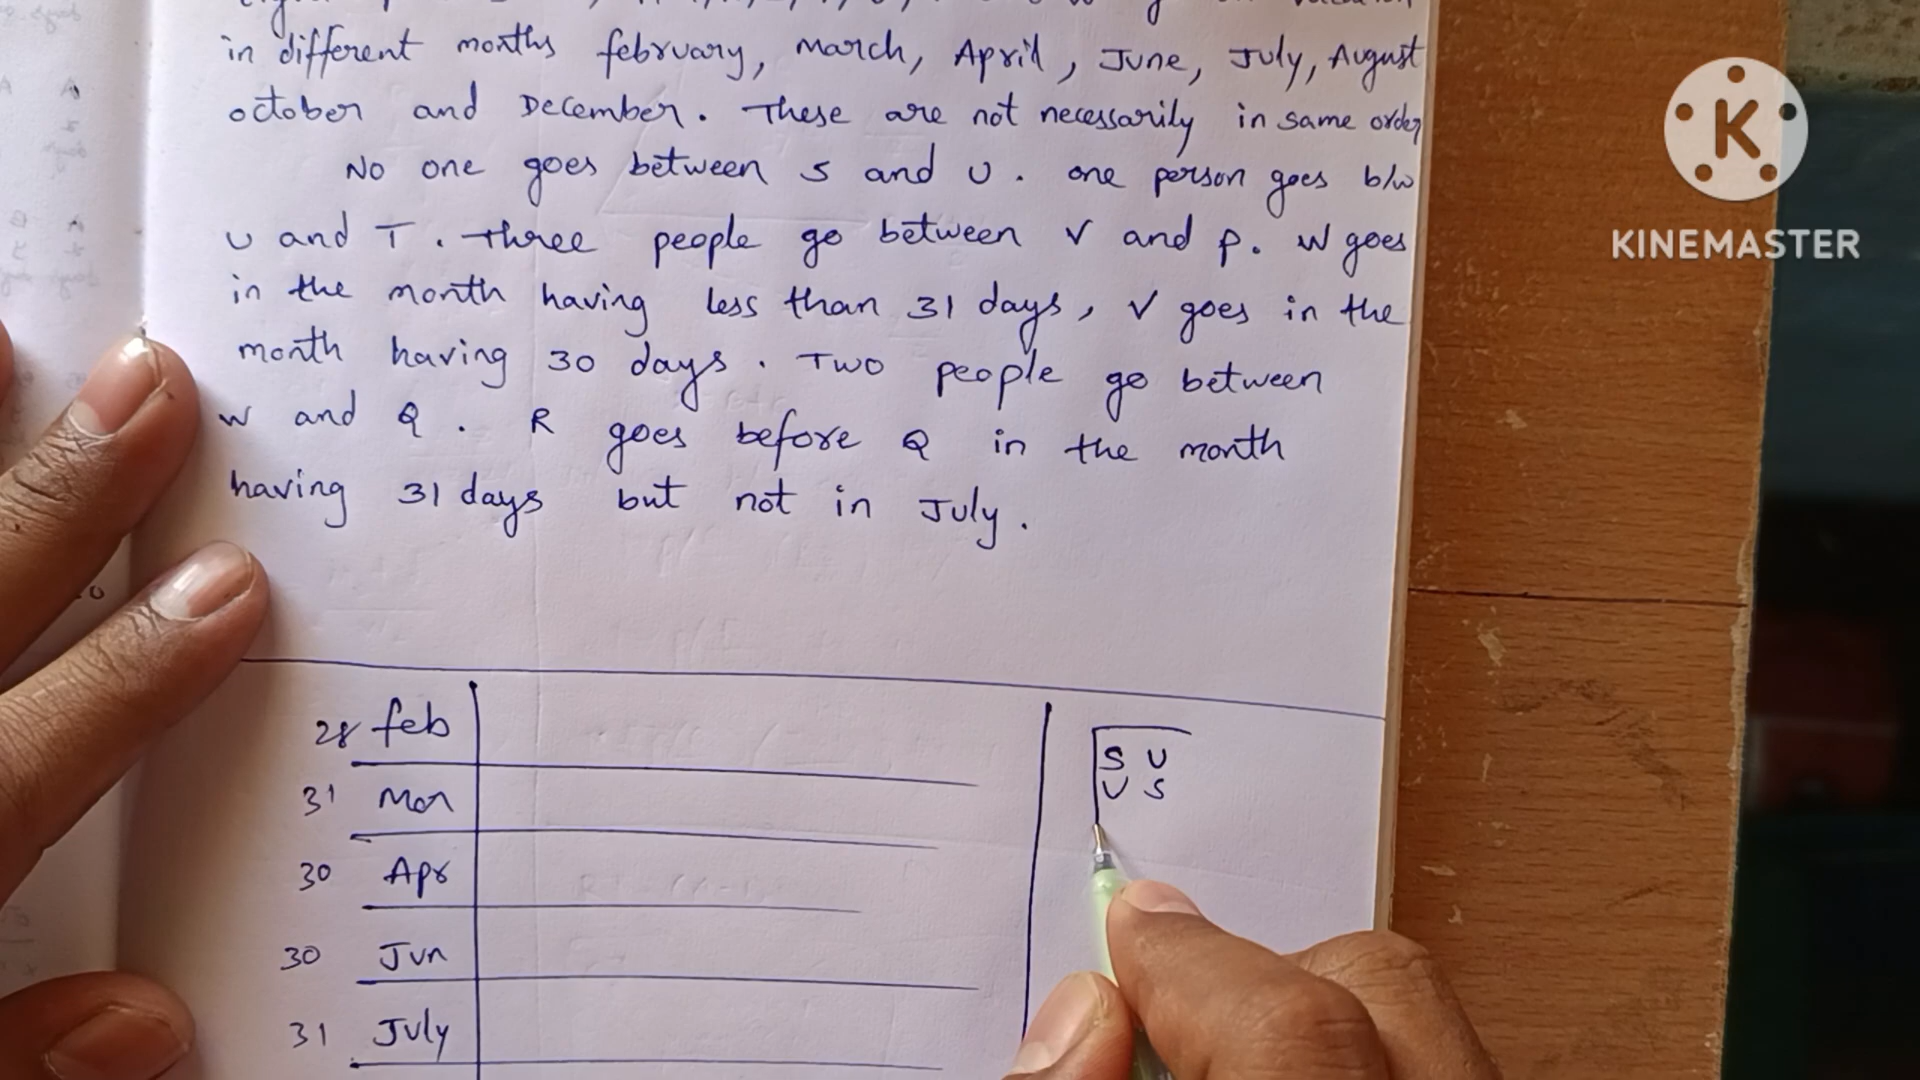 in different months february, march, April, June, July, August
october and December. These are not necessarily in same order
No one goes between S and U. one person goes b/w
U and T. Three people go between V and P. W goes
in the month having less than 31 days, V goes in the
month having 30 days. Two people go between
W and Q. R goes before Q in the month
having 31 days but not in July.
K
KINEMASTER
28 feb
31 Mar
30 Apr
30 Jun
31 July
S U
U S